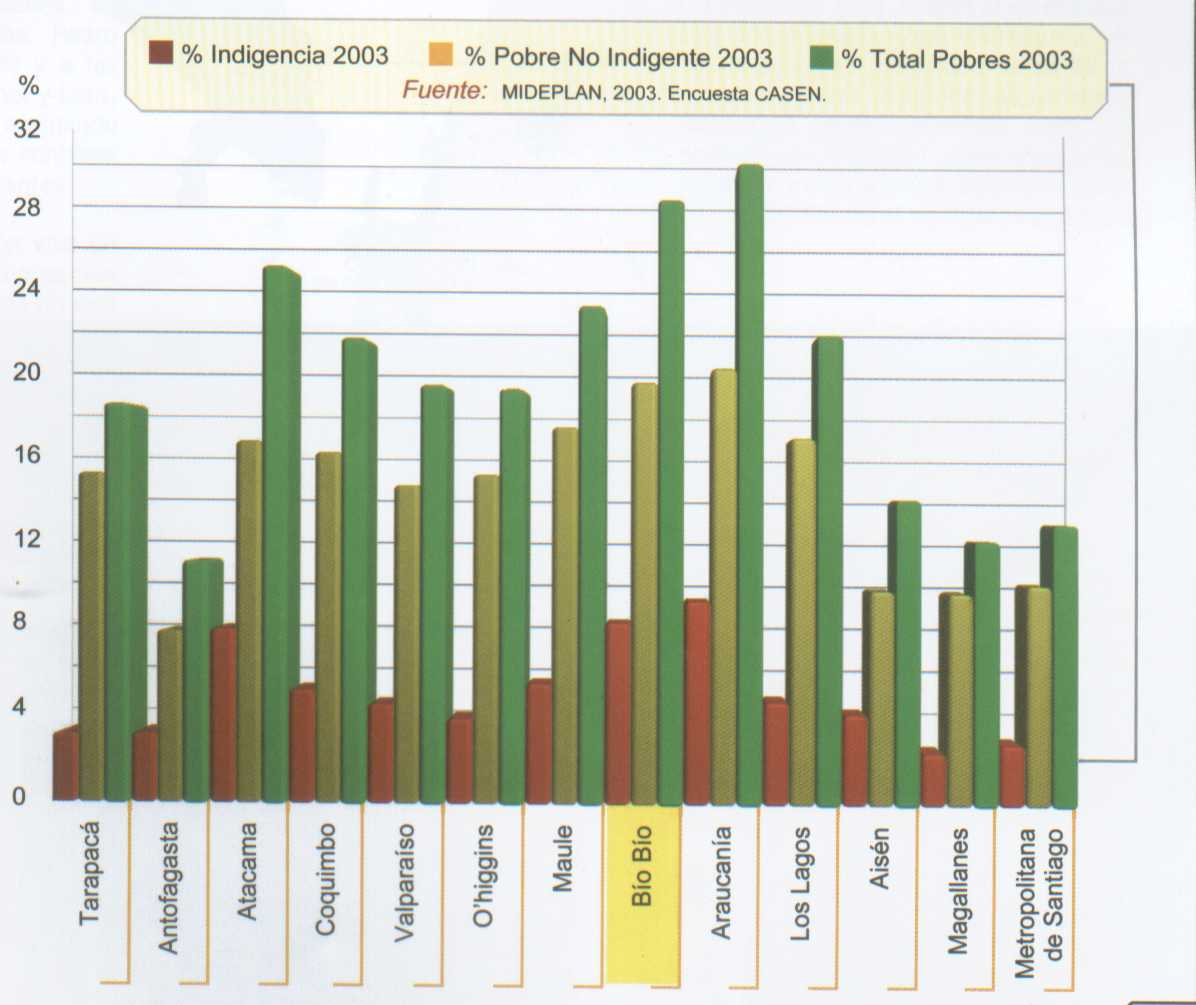 % Indigencia 2003
% Pobre No Indigente 2003
% Total Pobres 2003
Fuente: MIDEPLAN, 2003. Encuesta CASEN.
%
32
28
24
20
16
12
8
4
0
Tarapacá
Antofagasta
Atacama
Coquimbo
Valparaíso
O'higgins
Maule
Bío Bío
Araucanía
Los Lagos
Aisén
Magallanes
Metropolitana
de Santiago